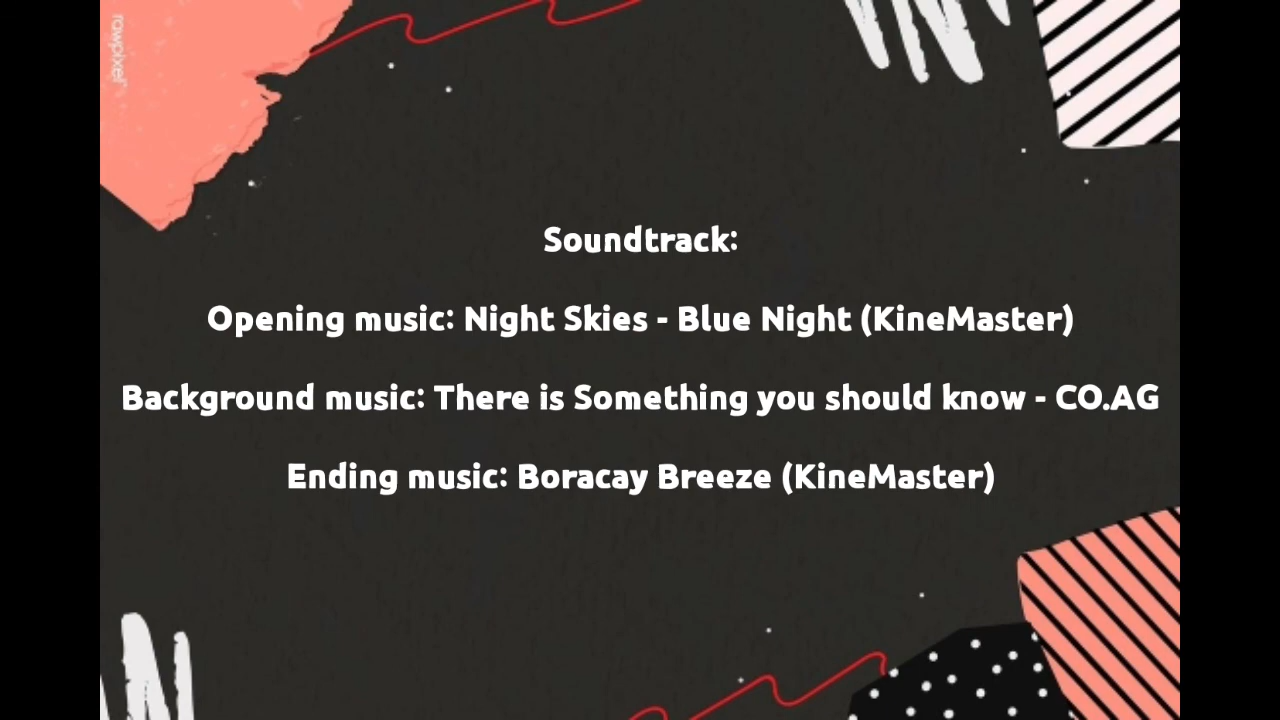 rawpixel
Soundtrack:
Opening music: Night Skies - Blue Night (KineMaster)
Background music: There is Something you should know - CO.AG
Ending music: Boracay Breeze (KineMaster)